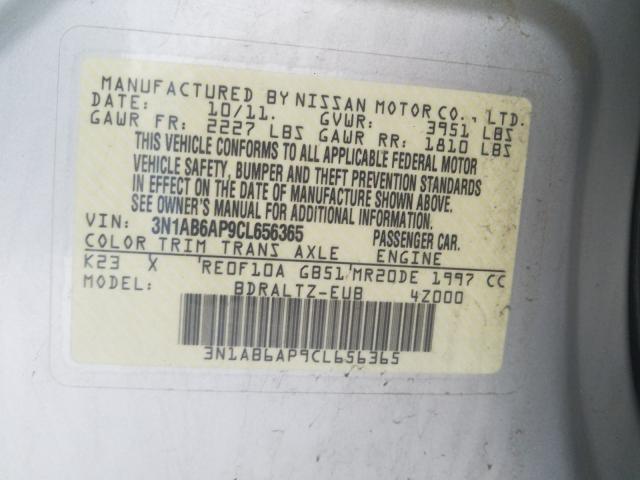 MANUFACTURED BY NISSAN MOTOR CO., LTD.
DATE: 10/11. GVWR: 3951 LBS
GAWR FR: 2227 LBS GAWR RR: 1810 LBS
THIS VEHICLE CONFORMS TO ALL APPLICABLE FEDERAL MOTOR
VEHICLE SAFETY, BUMPER AND THEFT PREVENTION STANDARDS
IN EFFECT ON THE DATE OF MANUFACTURE SHOWN ABOVE.
SEE OWNER'S MANUAL FOR ADDITIONAL INFORMATION.
VIN: 3N1AB6AP9CL656365 PASSENGER CAR.
COLOR TRIM TRANS AXLE ENGINE
K23 X RE0F10A GB51 MR20DE 1997 CC
MODEL: BDRALTZ-EUB 4Z000
3N1AB6AP9CL656365